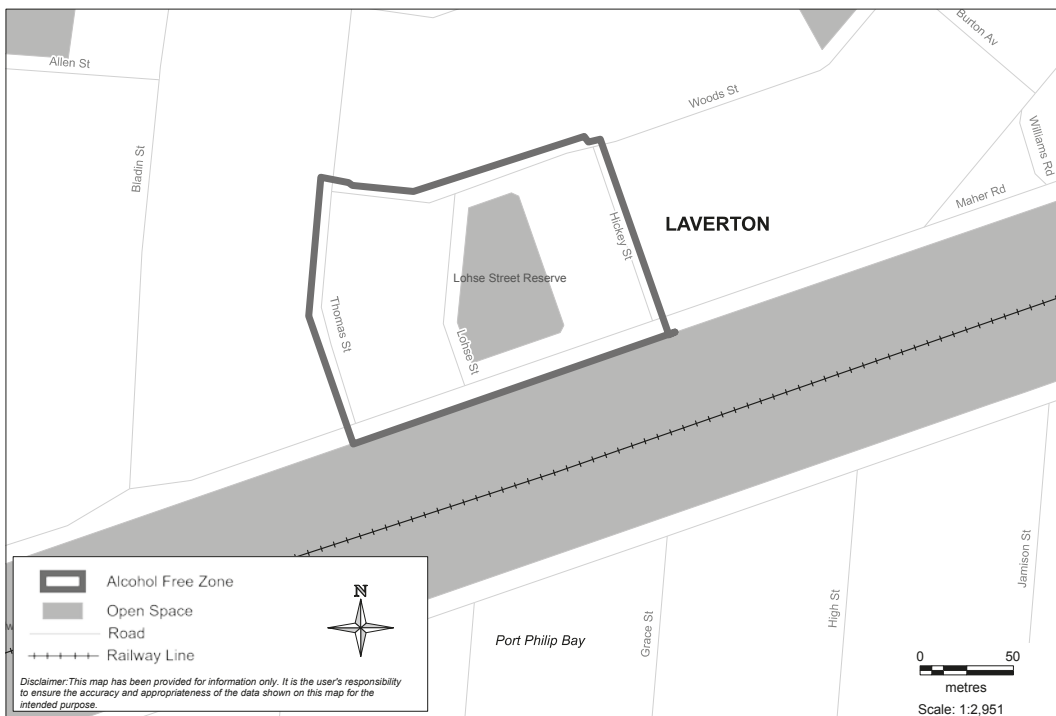 Allen St
Burton Av
Woods St
Bladin St
Williams Rd
Maher Rd
Hickey St
LAVERTON
Lohse Street Reserve
Thomas St
Lohse St
Alcohol Free Zone
Open Space
Road
Railway Line
N
Disclaimer:This map has been provided for information only. It is the user's responsibility
to ensure the accuracy and appropriateness of the data shown on this map for the
intended purpose.
Port Philip Bay
Grace St
High St
Jamison St
0 50
metres
Scale: 1:2,951